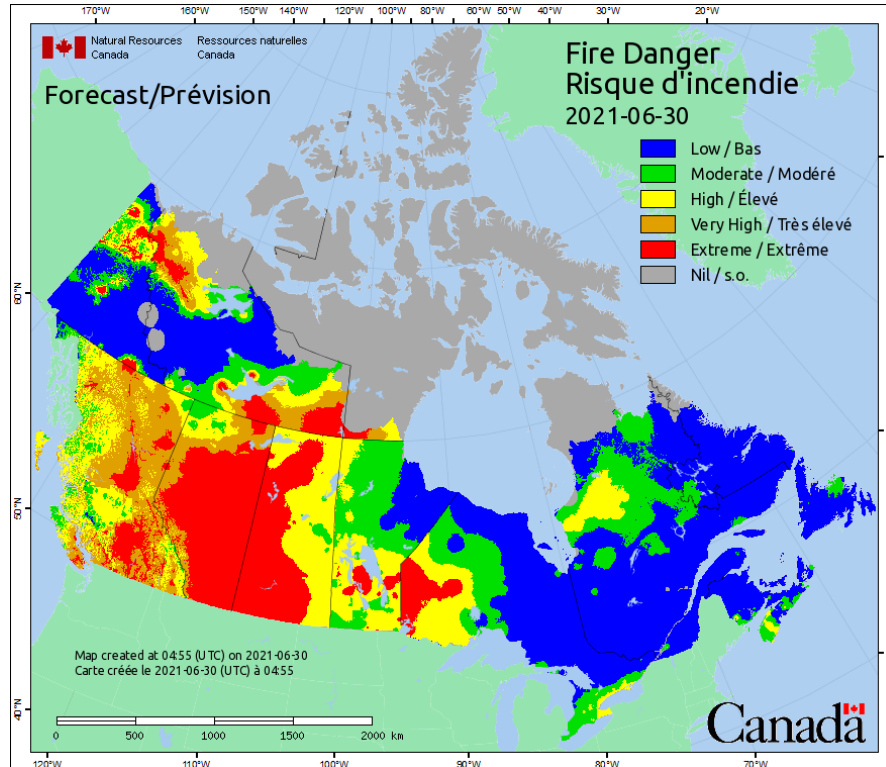 170°W 160°W 150°W 140°W 130°W 120°W 110°W 100°W 90°W 80°W 70°W 60°W 50°W 40°W 30°W 20°W
Natural Resources Canada
Ressources naturelles Canada
Forecast/Prévision
Fire Danger
Risque d'incendie
2021-06-30
Low / Bas
Moderate / Modéré
High / Élevé
Very High / Très élevé
Extreme / Extrême
Nil / s.o.
60°N
50°N
40°N
Map created at 04:55 (UTC) on 2021-06-30
Carte créée le 2021-06-30 (UTC) à 04:55
0 500 1000 1500 2000 km
Canada
120°W 110°W 100°W 90°W 80°W 70°W